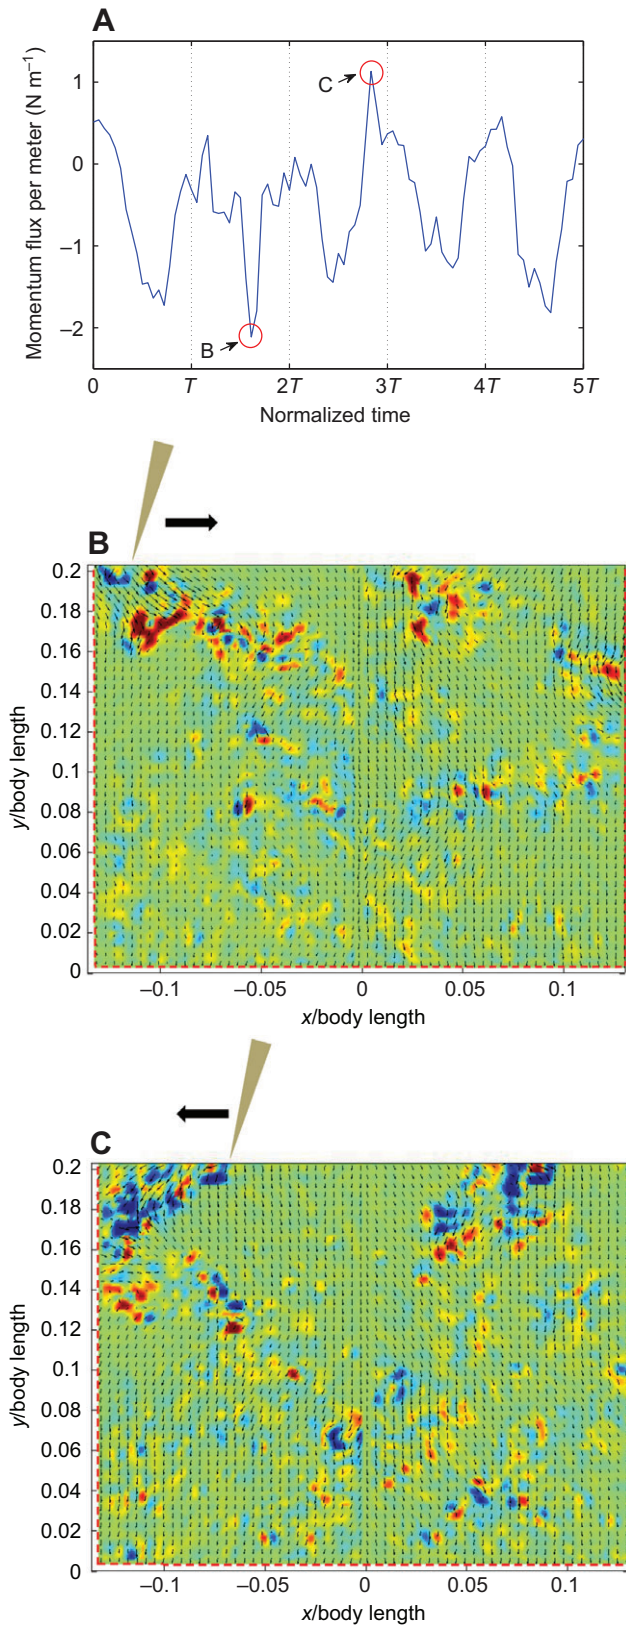 A
Momentum flux per meter (N m⁻¹)
1
0
–1
–2
C
B
0
T
2T
3T
4T
5T
Normalized time
B
y/body length
0.2
0.18
0.16
0.14
0.12
0.1
0.08
0.06
0.04
0.02
0
–0.1
–0.05
0
0.05
0.1
x/body length
C
y/body length
0.2
0.18
0.16
0.14
0.12
0.1
0.08
0.06
0.04
0.02
0
–0.1
–0.05
0
0.05
0.1
x/body length